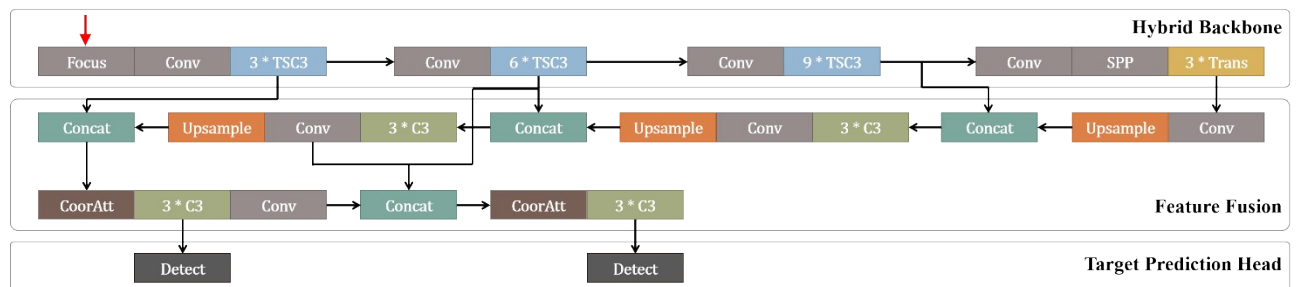 Hybrid Backbone
Focus Conv 3 * TSC3 Conv 6 * TSC3 Conv 9 * TSC3 Conv SPP 3 * Trans
Concat Upsample Conv 3 * C3 Concat Upsample Conv 3 * C3 Concat Upsample Conv
CoorAtt 3 * C3 Conv Concat CoorAtt 3 * C3
Feature Fusion
Detect Detect
Target Prediction Head